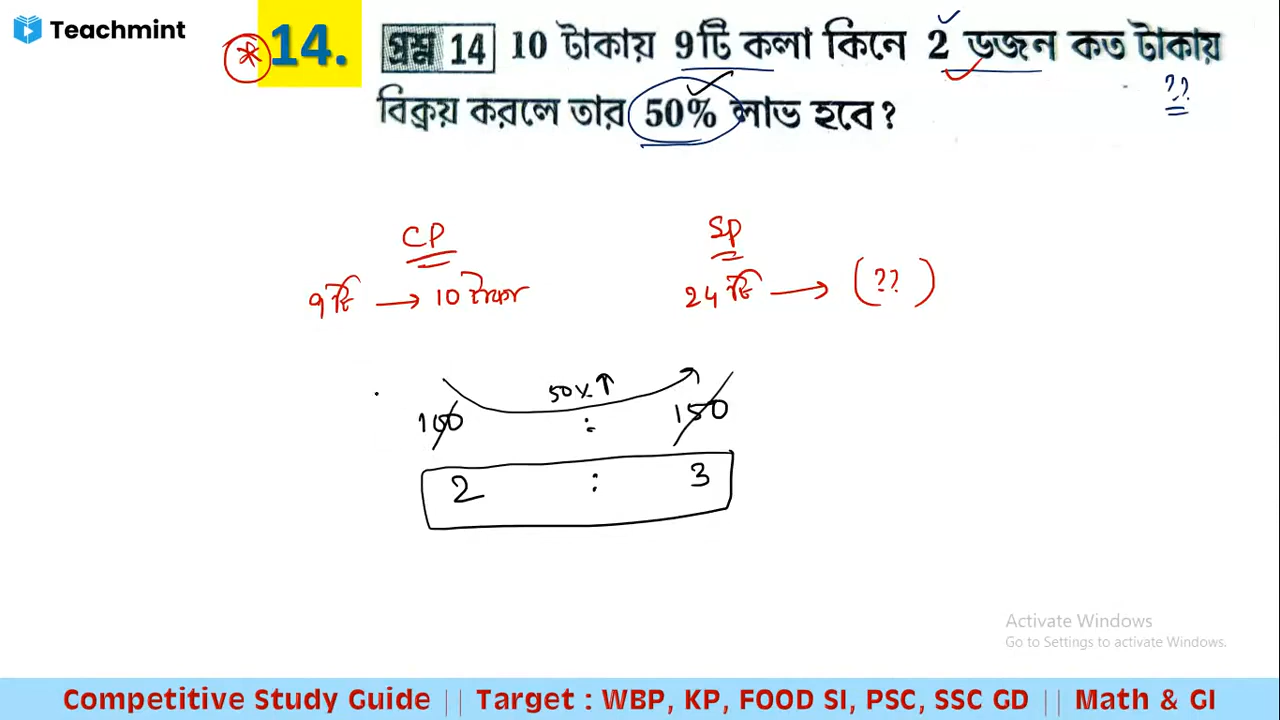 Teachmint
14.
প্রশ্ন 14 10 টাকায় 9টি কলা কিনে 2 ডজন কত টাকায়
??
বিক্রয় করলে তার 50% লাভ হবে?
CP SP
9টি → 10 টাকা 24 টি → (??)
50% ↑
100 : 150
2 : 3
Activate Windows
Go to Settings to activate Windows.
Competitive Study Guide || Target : WBP, KP, FOOD SI, PSC, SSC GD || Math & GI